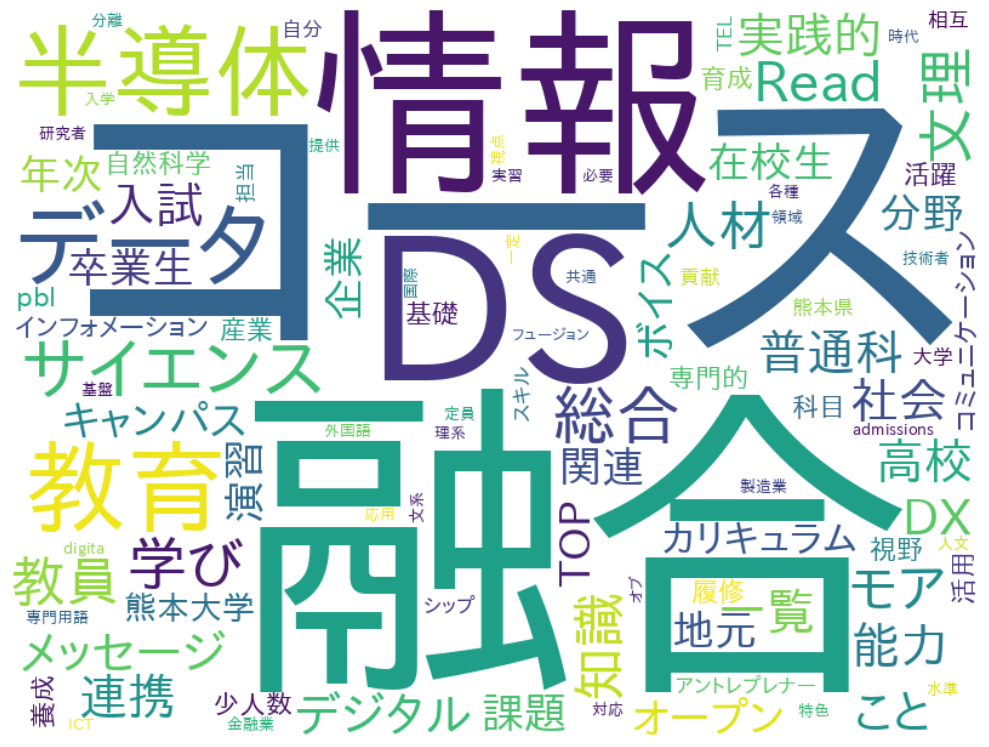 分離
自分
情報
TEL
実践的
時代
相互
半導体
入学
育成
Read
文理
研究者
提供
視点
実習
必要
コース
年次
自然科学
担当
在校生
各種
活躍
入試
領域
人材
分野
データ
卒業生
企業
国際
DS
一定
共通
ボイス
貢献
技術者
コミュニケーション
pbl
基礎
熊本県
インフォメーション
産業
フュージョン
サイエンス
普通科
大学
専門的
基盤
スキル
融合
総合
科目
社会
キャンパス
定員
admissions
外国語
理系
教育
演習
関連
高校
文系
製造業
応用
TOP
DX
digita
学び
カリキュラム
視野
人文
教員
活用
モア
専門用語
熊本大学
シップ
オブ
知識
履修
一覧
地元
能力
メッセージ
養成
連携
アントレプレナー
水準
少人数
対応
ICT
金融業
デジタル
課題
オープン
特色
こと